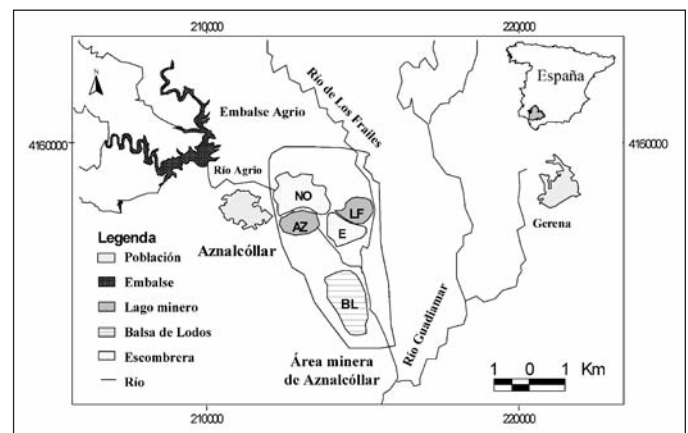 210000
220000
4160000
4160000
N
España
Embalse Agrio
Río de Los Frailes
Río Agrio
NO
LF
AZ
E
BL
Aznalcóllar
Gerena
Río Guadiamar
Área minera
de Aznalcóllar
Legenda
Población
Embalse
Lago minero
Balsa de Lodos
Escombrera
Río
1 0 1 Km
210000
220000